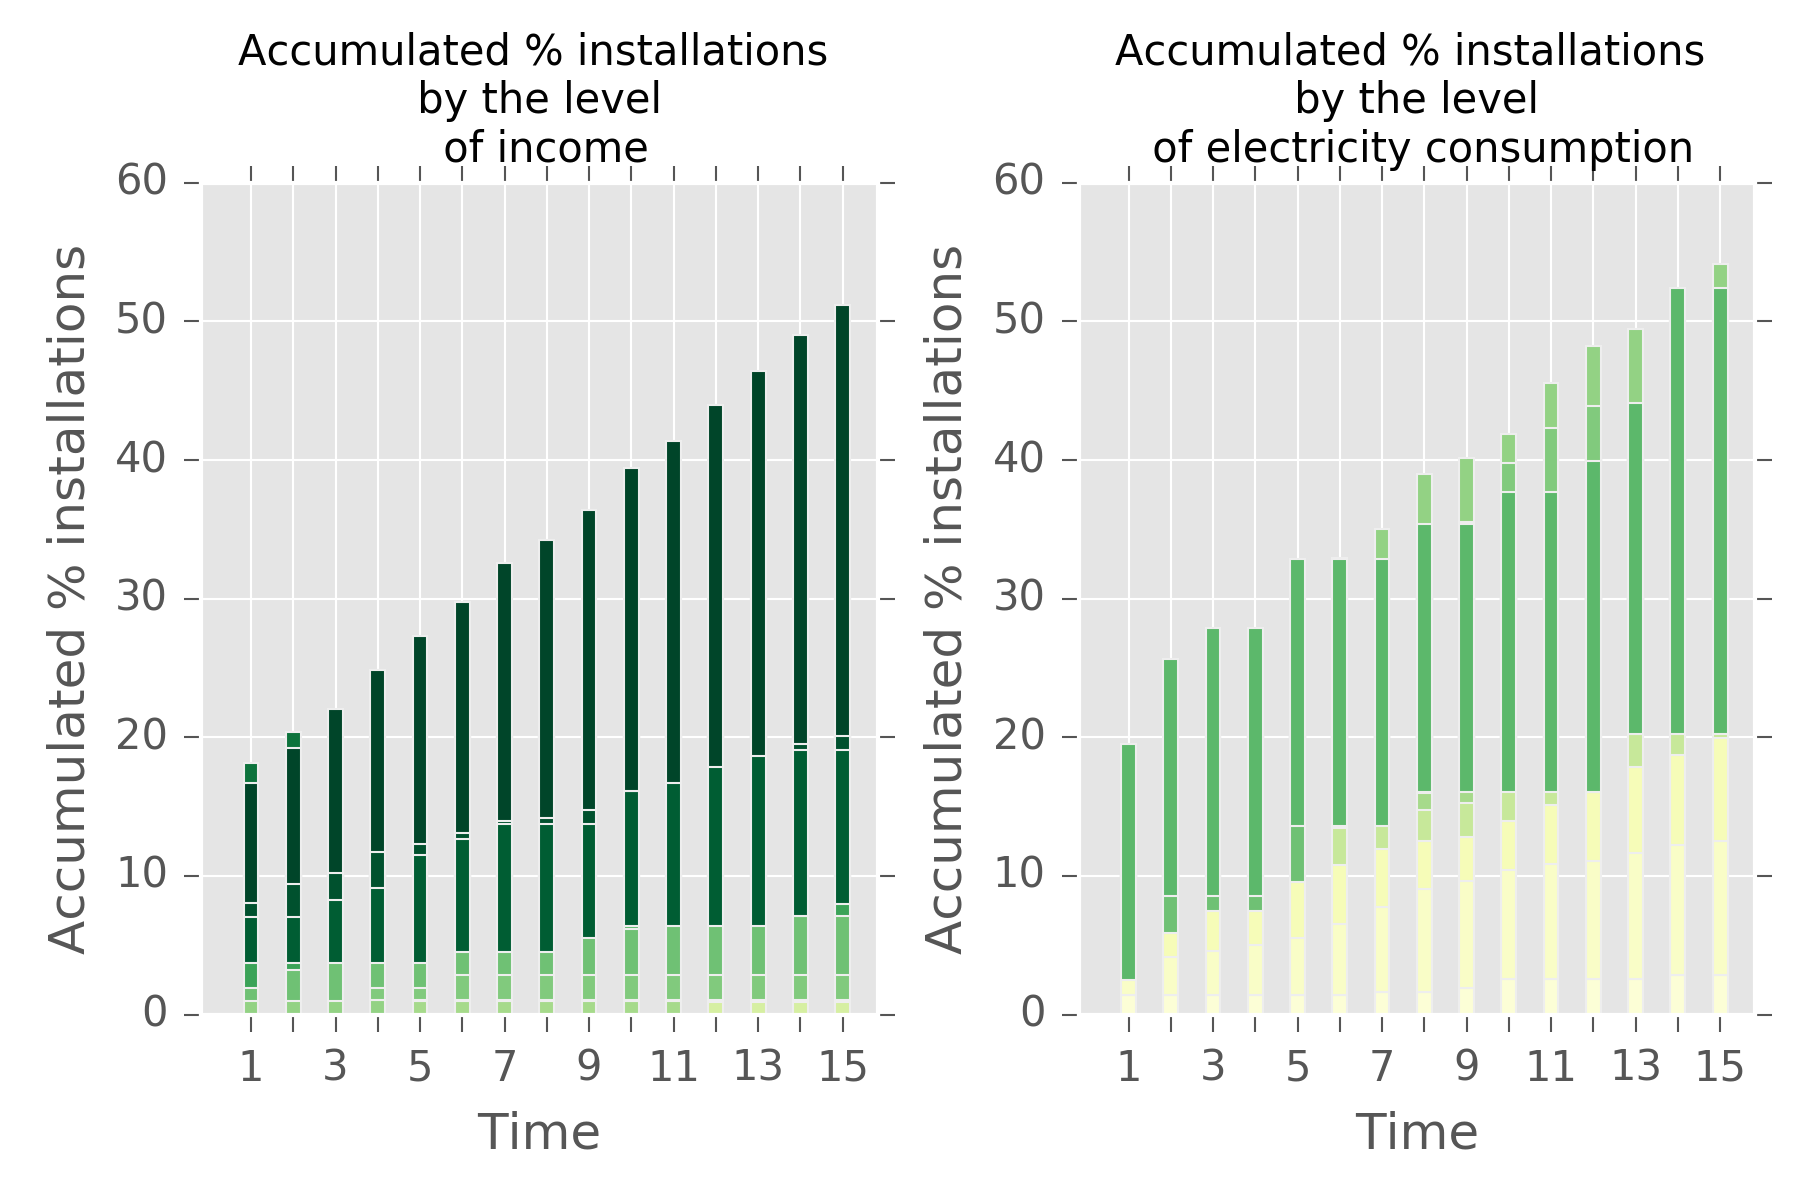 Accumulated % installations
by the level
of income
60
50
40
30
20
10
0
Accumulated % installations
1 3 5 7 9 11 13 15
Time
Accumulated % installations
by the level
of electricity consumption
60
50
40
30
20
10
0
Accumulated % installations
1 3 5 7 9 11 13 15
Time